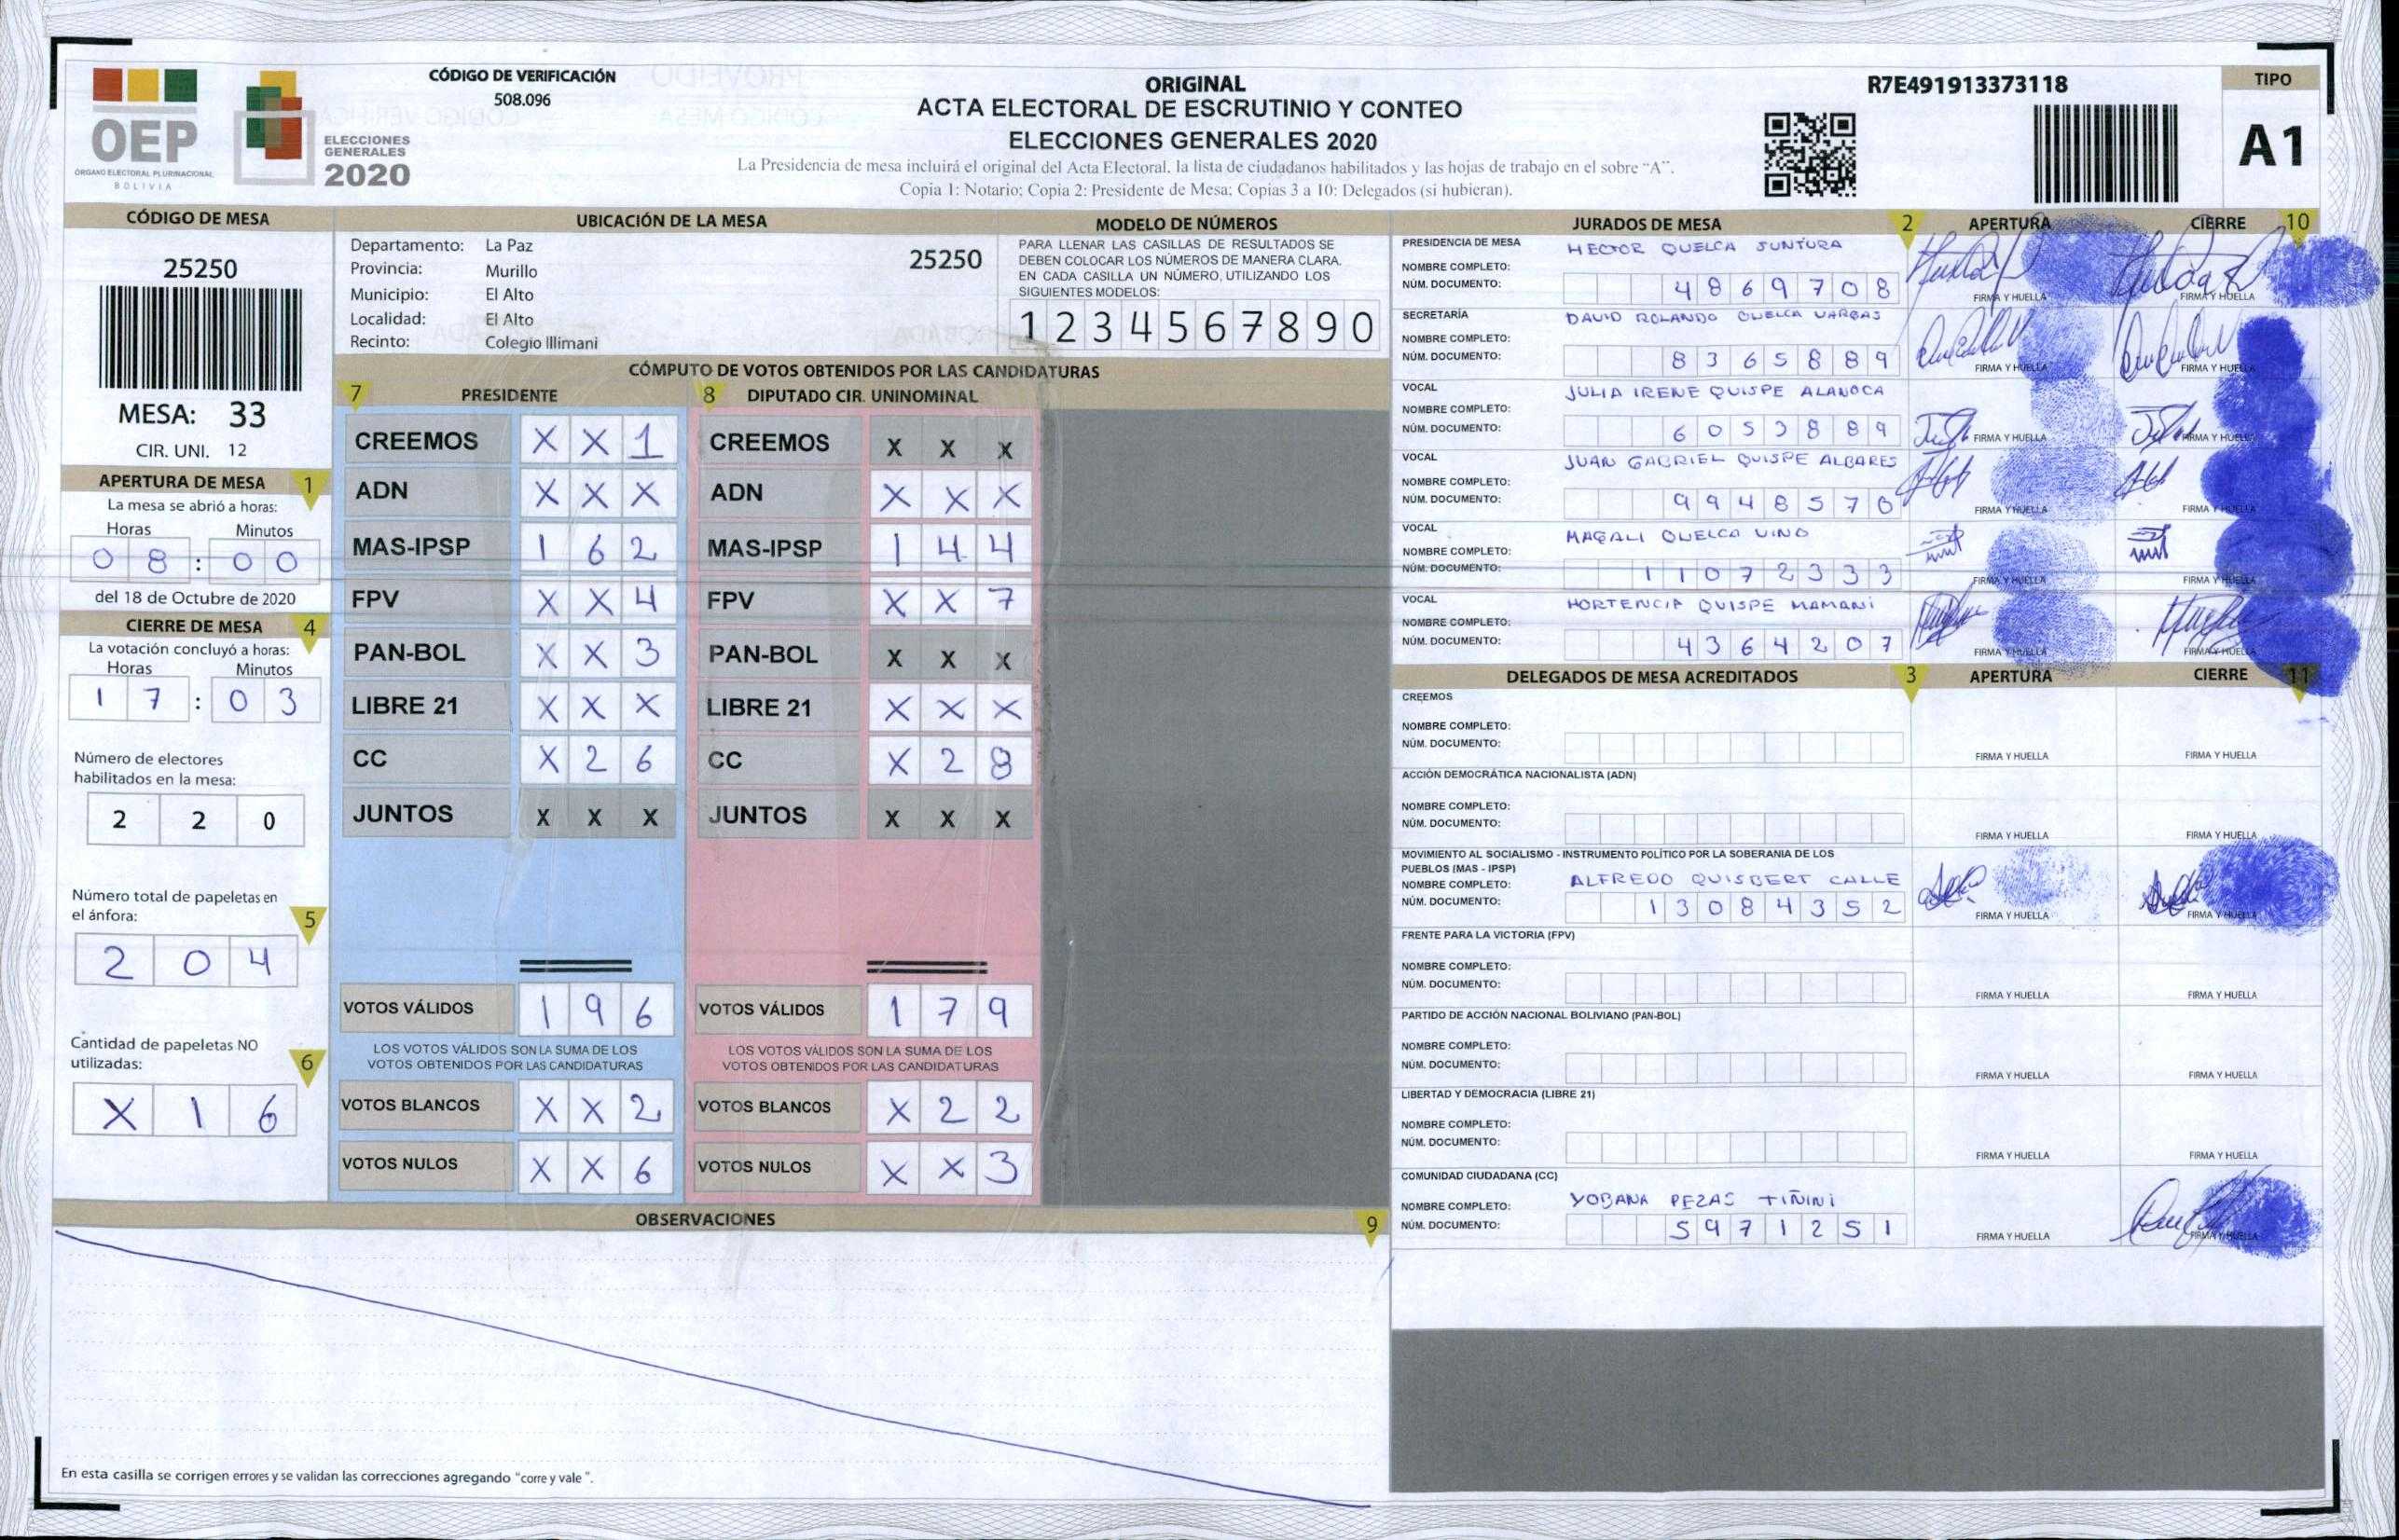 OEP
ÓRGANO ELECTORAL PLURINACIONAL
BOLIVIA
ELECCIONES
GENERALES
2020
CÓDIGO DE VERIFICACIÓN
508.096
ORIGINAL
ACTA ELECTORAL DE ESCRUTINIO Y CONTEO
ELECCIONES GENERALES 2020
La Presidencia de mesa incluirá el original del Acta Electoral, la lista de ciudadanos habilitados y las hojas de trabajo en el sobre “A”.
Copia 1: Notario; Copia 2: Presidente de Mesa; Copias 3 a 10: Delegados (si hubieran).
R7E491913373118
TIPO
A1
CÓDIGO DE MESA
25250
MESA: 33
CIR. UNI. 12
APERTURA DE MESA 1
La mesa se abrió a horas:
Horas Minutos
0 8 : 0 0
del 18 de Octubre de 2020
CIERRE DE MESA 4
La votación concluyó a horas:
Horas Minutos
1 7 : 0 3
Número de electores
habilitados en la mesa:
2 2 0
Número total de papeletas en
el ánfora: 5
2 0 4
Cantidad de papeletas NO
utilizadas: 6
X 1 6
UBICACIÓN DE LA MESA
Departamento: La Paz
25250
Provincia: Murillo
Municipio: El Alto
Localidad: El Alto
Recinto: Colegio Illimani
MODELO DE NÚMEROS
PARA LLENAR LAS CASILLAS DE RESULTADOS SE
DEBEN COLOCAR LOS NÚMEROS DE MANERA CLARA.
EN CADA CASILLA UN NÚMERO, UTILIZANDO LOS
SIGUIENTES MODELOS:
1 2 3 4 5 6 7 8 9 0
CÓMPUTO DE VOTOS OBTENIDOS POR LAS CANDIDATURAS
7 PRESIDENTE
CREEMOS X X 1
ADN X X X
MAS-IPSP 1 6 2
FPV X X 4
PAN-BOL X X 3
LIBRE 21 X X X
CC X 2 6
JUNTOS X X X
VOTOS VÁLIDOS 1 9 6
LOS VOTOS VÁLIDOS SON LA SUMA DE LOS
VOTOS OBTENIDOS POR LAS CANDIDATURAS
VOTOS BLANCOS X X 2
VOTOS NULOS X X 6
8 DIPUTADO CIR. UNINOMINAL
CREEMOS X X X
ADN X X X
MAS-IPSP 1 4 4
FPV X X 7
PAN-BOL X X X
LIBRE 21 X X X
CC X 2 8
JUNTOS X X X
VOTOS VÁLIDOS 1 7 9
LOS VOTOS VÁLIDOS SON LA SUMA DE LOS
VOTOS OBTENIDOS POR LAS CANDIDATURAS
VOTOS BLANCOS X 2 2
VOTOS NULOS X X 3
OBSERVACIONES 9
En esta casilla se corrigen errores y se validan las correcciones agregando “corre y vale”.
JURADOS DE MESA 2 APERTURA CIERRE 10
PRESIDENCIA DE MESA
HECTOR QUELCA JUNTURA
NOMBRE COMPLETO:
NÚM. DOCUMENTO: 4 8 6 9 7 0 8
FIRMA Y HUELLA FIRMA Y HUELLA
SECRETARÍA
DAVID ROLANDO QUELCA VARGAS
NOMBRE COMPLETO:
NÚM. DOCUMENTO: 8 3 6 5 8 8 9
FIRMA Y HUELLA FIRMA Y HUELLA
VOCAL
JULIA IRENE QUISPE ALANOCA
NOMBRE COMPLETO:
NÚM. DOCUMENTO: 6 0 5 3 8 8 9
FIRMA Y HUELLA FIRMA Y HUELLA
VOCAL
JUAN GABRIEL QUISPE ALBARES
NOMBRE COMPLETO:
NÚM. DOCUMENTO: 9 9 4 8 5 7 0
FIRMA Y HUELLA FIRMA Y HUELLA
VOCAL
MAGALI QUELCA VINO
NOMBRE COMPLETO:
NÚM. DOCUMENTO: 1 1 0 7 2 3 3 3
FIRMA Y HUELLA FIRMA Y HUELLA
VOCAL
HORTENCIA QUISPE MAMANI
NOMBRE COMPLETO:
NÚM. DOCUMENTO: 4 3 6 4 2 0 7
FIRMA Y HUELLA FIRMA Y HUELLA
DELEGADOS DE MESA ACREDITADOS 3 APERTURA CIERRE 11
CREEMOS
NOMBRE COMPLETO:
NÚM. DOCUMENTO:
FIRMA Y HUELLA FIRMA Y HUELLA
ACCIÓN DEMOCRÁTICA NACIONALISTA (ADN)
NOMBRE COMPLETO:
NÚM. DOCUMENTO:
FIRMA Y HUELLA FIRMA Y HUELLA
MOVIMIENTO AL SOCIALISMO - INSTRUMENTO POLÍTICO POR LA SOBERANIA DE LOS
PUEBLOS (MAS - IPSP)
NOMBRE COMPLETO: ALFREDO QUISBERT CALLE
NÚM. DOCUMENTO: 1 3 0 8 4 3 5 2
FIRMA Y HUELLA FIRMA Y HUELLA
FRENTE PARA LA VICTORIA (FPV)
NOMBRE COMPLETO:
NÚM. DOCUMENTO:
FIRMA Y HUELLA FIRMA Y HUELLA
PARTIDO DE ACCIÓN NACIONAL BOLIVIANO (PAN-BOL)
NOMBRE COMPLETO:
NÚM. DOCUMENTO:
FIRMA Y HUELLA FIRMA Y HUELLA
LIBERTAD Y DEMOCRACIA (LIBRE 21)
NOMBRE COMPLETO:
NÚM. DOCUMENTO:
FIRMA Y HUELLA FIRMA Y HUELLA
COMUNIDAD CIUDADANA (CC)
NOMBRE COMPLETO: YOBANA PEZAS TIÑINI
NÚM. DOCUMENTO: 5 9 7 1 2 5 1
FIRMA Y HUELLA FIRMA Y HUELLA